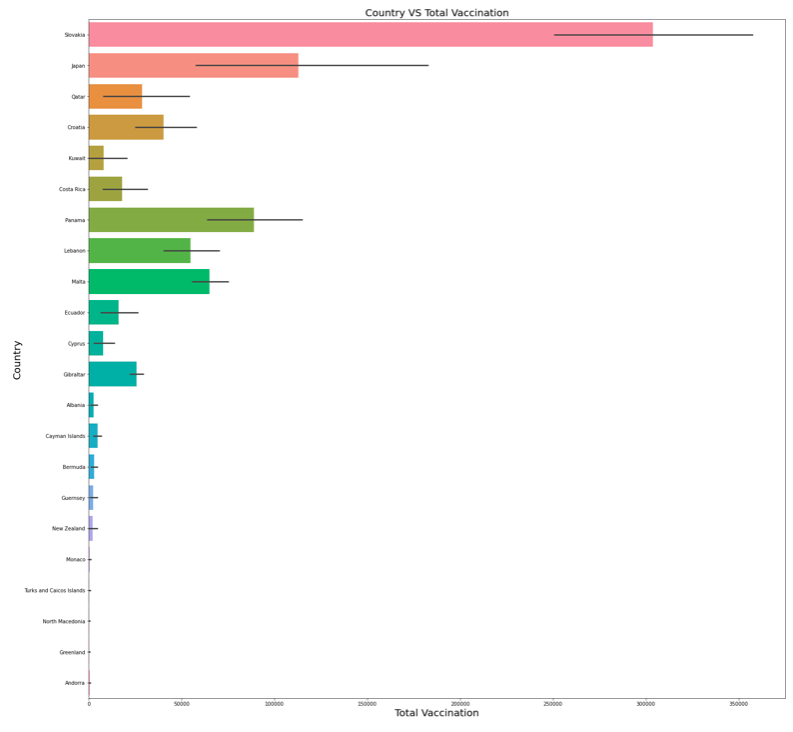 Country VS Total Vaccination
Slovakia
Japan
Qatar
Croatia
Kuwait
Costa Rica
Panama
Lebanon
Malta
Ecuador
Cyprus
Gibraltar
Albania
Cayman Islands
Bermuda
Guernsey
New Zealand
Monaco
Turks and Caicos Islands
North Macedonia
Greenland
Andorra
Country
0 50000 100000 150000 200000 250000 300000 350000
Total Vaccination